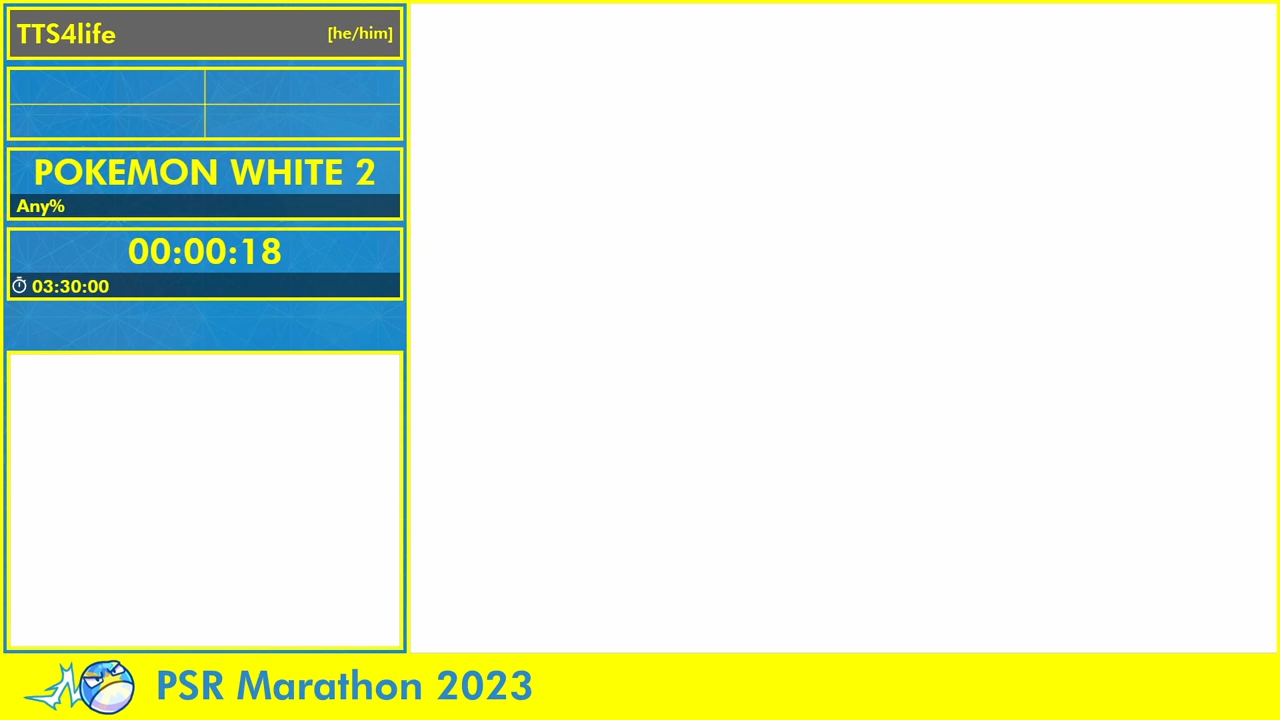 TTS4life [he/him]
POKEMON WHITE 2
Any%
00:00:18
03:30:00
PSR Marathon 2023